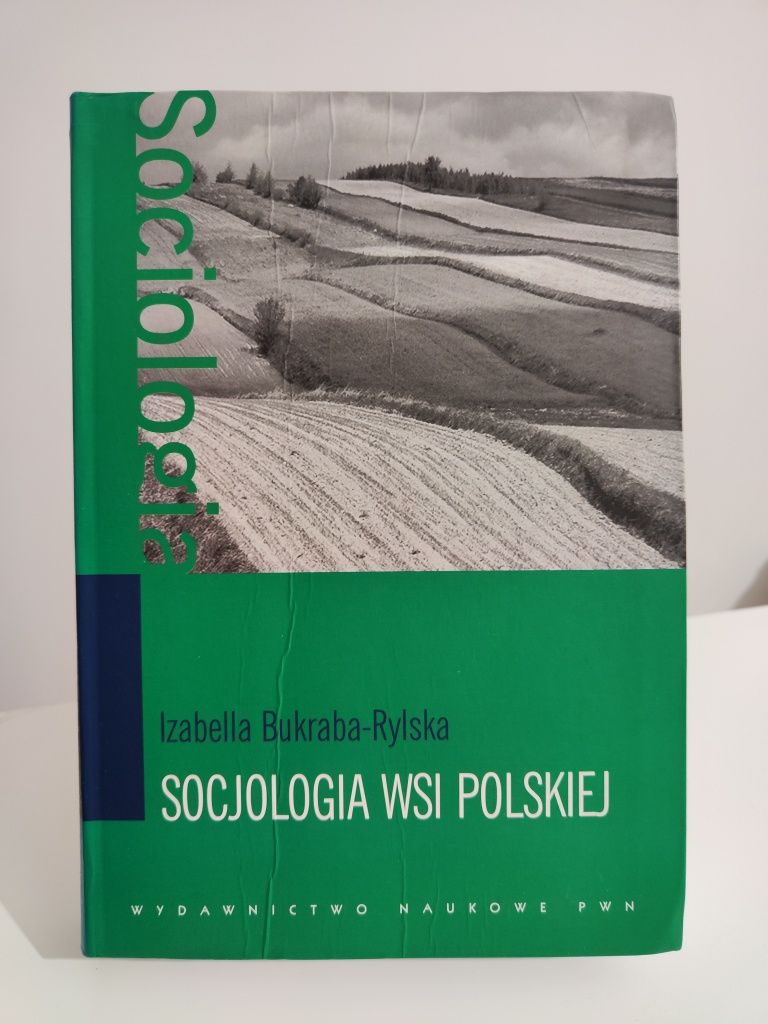 Socjologia
Izabella Bukraba-Rylska
SOCJOLOGIA WSI POLSKIEJ
WYDAWNICTWO NAUKOWE PWN